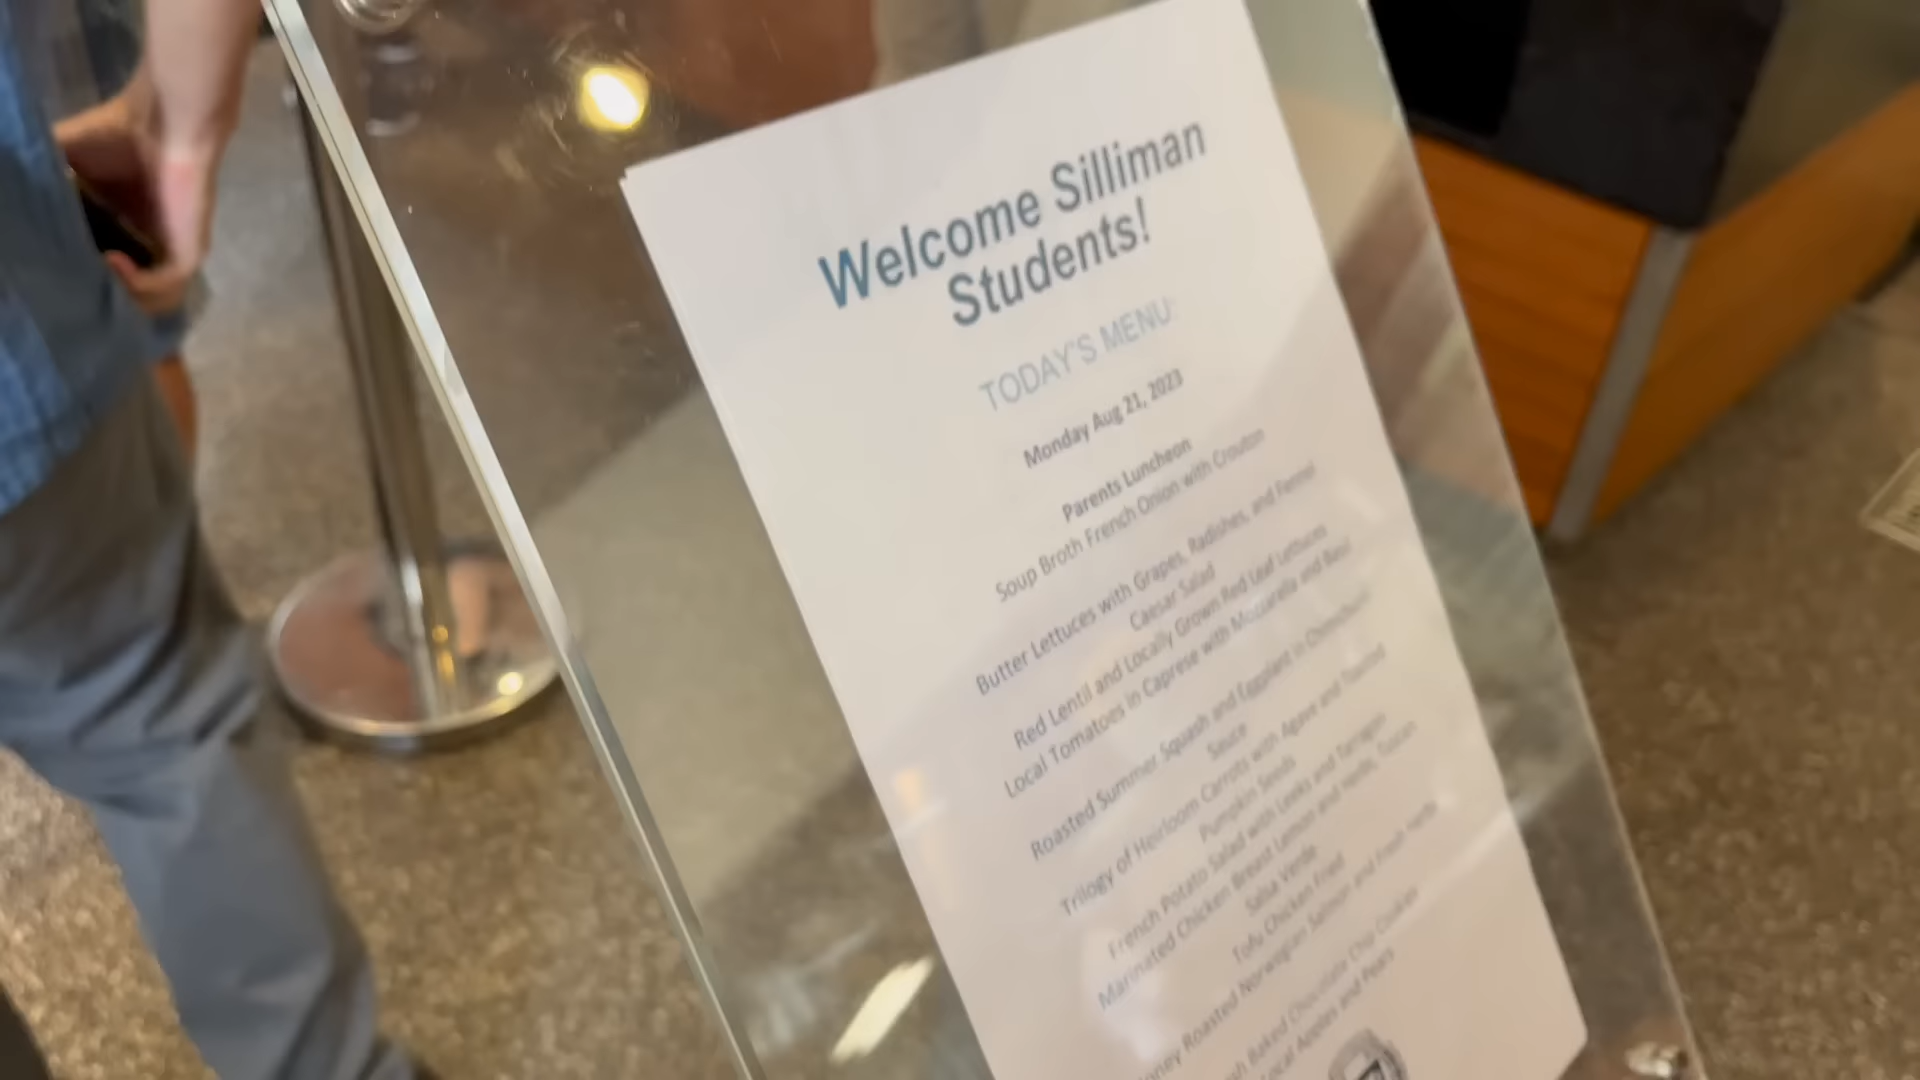 Welcome Silliman
Students!
TODAY'S MENU:
Monday Aug 21, 2023
Parents Luncheon
Soup Broth French Onion with Crouton
Butter Lettuces with Grapes, Radishes, and Fennel
Caesar Salad
Red Lentil and Locally Grown Red Leaf Lettuces
Local Tomatoes in Caprese with Mozzarella and Basil
Roasted Summer Squash and Eggplant in Chimichurri
Sauce
Trilogy of Heirloom Carrots with Agave and Toasted
Pumpkin Seeds
French Potato Salad with Leeks and Tarragon
Marinated Chicken Breast Lemon and Herb, Tuscan
Salsa Verde
Tofu Chicken Fried
Roasted Norwegian Salmon and Fresh Herb
Baked Chocolate Chip Cookies
Local Apples and Pears